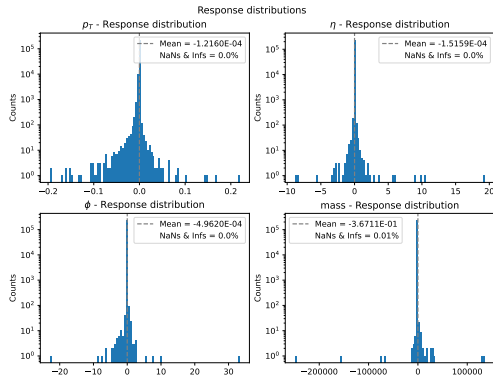 Response distributions
p_T - Response distribution
η - Response distribution
Counts
10^5
10^4
10^3
10^2
10^1
10^0
Mean = -1.2160E-04
NaNs & Infs = 0.0%
−0.2 −0.1 0.0 0.1 0.2
Counts
10^5
10^4
10^3
10^2
10^1
10^0
Mean = -1.5159E-04
NaNs & Infs = 0.0%
−10 −5 0 5 10 15 20
ϕ - Response distribution
mass - Response distribution
Counts
10^5
10^4
10^3
10^2
10^1
10^0
Mean = -4.9620E-04
NaNs & Infs = 0.0%
−20 −10 0 10 20 30
Counts
10^5
10^4
10^3
10^2
10^1
10^0
Mean = -3.6711E-01
NaNs & Infs = 0.01%
−200000 −100000 0 100000